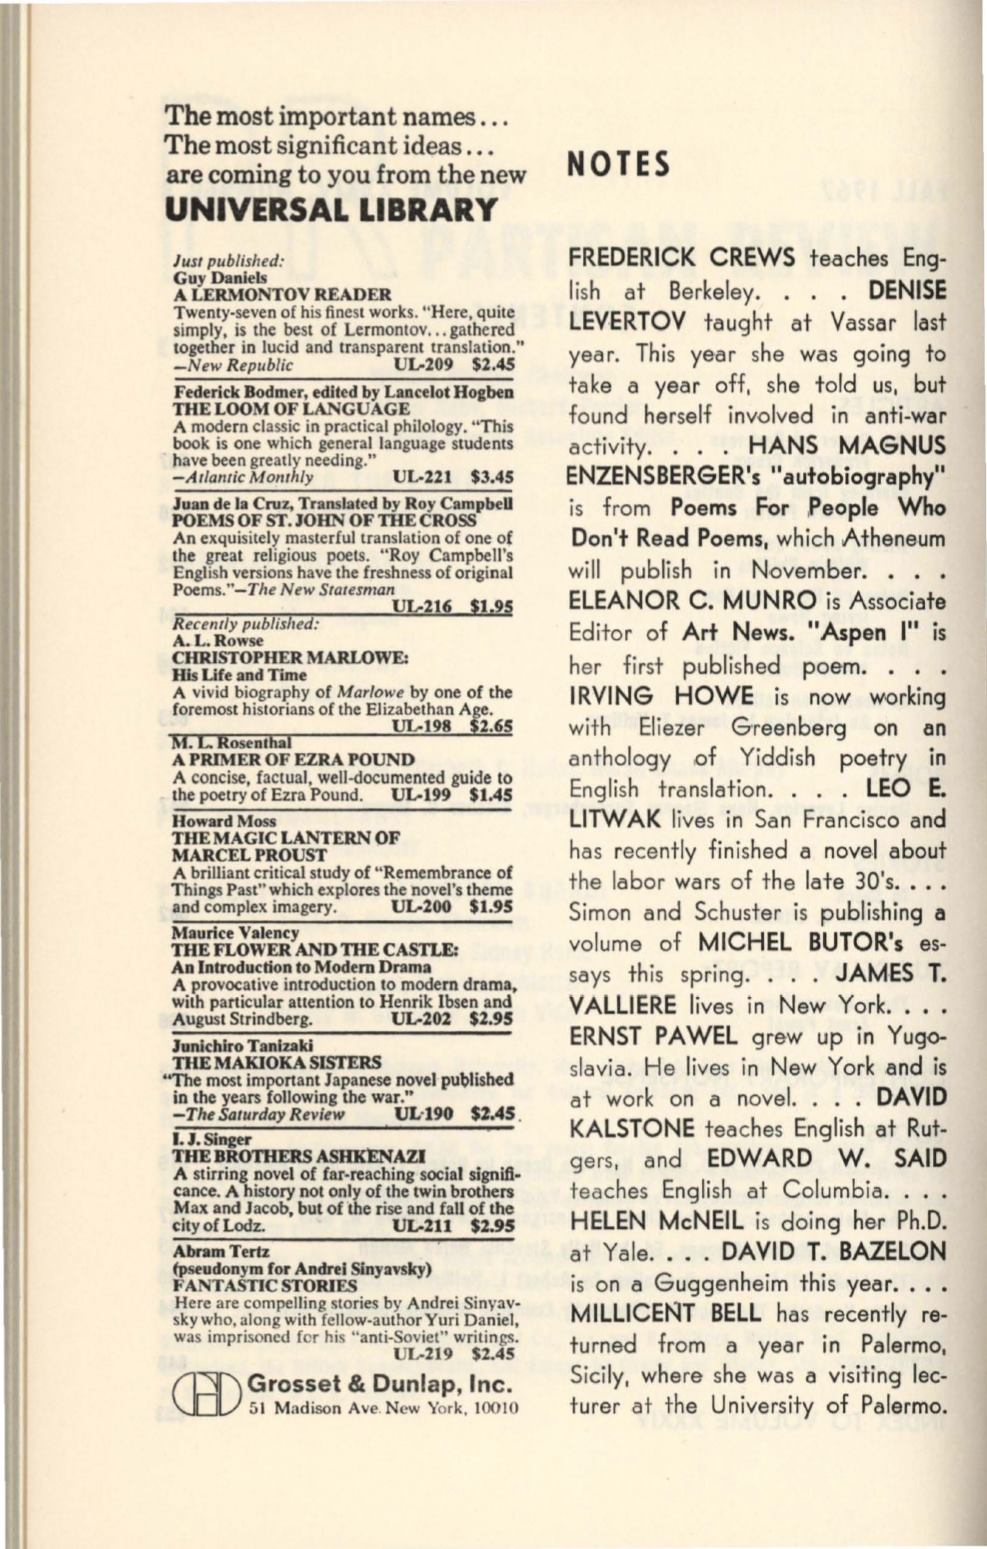 The most important names...
The most significant ideas...
are coming to you from the new
UNIVERSAL LIBRARY
Just published:
Guy Daniels
A LERMONTOV READER
Twenty-seven of his finest works. "Here, quite
simply, is the best of Lermontov...gathered
together in lucid and transparent translation."
—New Republic UL-209 $2.45
Federick Bodmer, edited by Lancelot Hogben
THE LOOM OF LANGUAGE
A modern classic in practical philology. "This
book is one which general language students
have been greatly needing."
—Atlantic Monthly UL-221 $3.45
Juan de la Cruz, Translated by Roy Campbell
POEMS OF ST. JOHN OF THE CROSS
An exquisitely masterful translation of one of
the great religious poets. "Roy Campbell's
English versions have the freshness of original
Poems."—The New Statesman
UL-216 $1.95
Recently published:
A. L. Rowse
CHRISTOPHER MARLOWE:
His Life and Time
A vivid biography of Marlowe by one of the
foremost historians of the Elizabethan Age.
UL-198 $2.65
M. L. Rosenthal
A PRIMER OF EZRA POUND
A concise, factual, well-documented guide to
the poetry of Ezra Pound. UL-199 $1.45
Howard Moss
THE MAGIC LANTERN OF
MARCEL PROUST
A brilliant critical study of "Remembrance of
Things Past" which explores the novel's theme
and complex imagery. UL-200 $1.95
Maurice Valency
THE FLOWER AND THE CASTLE:
An Introduction to Modern Drama
A provocative introduction to modern drama,
with particular attention to Henrik Ibsen and
August Strindberg. UL-202 $2.95
Junichiro Tanizaki
THE MAKIOKA SISTERS
"The most important Japanese novel published
in the years following the war."
—The Saturday Review UL-190 $2.45
I. J. Singer
THE BROTHERS ASHKENAZI
A stirring novel of far-reaching social signifi-
cance. A history not only of the twin brothers
Max and Jacob, but of the rise and fall of the
city of Lodz. UL-211 $2.95
Abram Tertz
(pseudonym for Andrei Sinyavsky)
FANTASTIC STORIES
Here are compelling stories by Andrei Sinyav-
sky who, along with fellow-author Yuri Daniel,
was imprisoned for his "anti-Soviet" writings.
UL-219 $2.45
Grosset & Dunlap, Inc.
51 Madison Ave. New York, 10010
NOTES
FREDERICK CREWS teaches Eng-
lish at Berkeley. . . . DENISE
LEVERTOV taught at Vassar last
year. This year she was going to
take a year off, she told us, but
found herself involved in anti-war
activity. . . . HANS MAGNUS
ENZENSBERGER's "autobiography"
is from Poems For People Who
Don't Read Poems, which Atheneum
will publish in November. . . .
ELEANOR C. MUNRO is Associate
Editor of Art News. "Aspen I" is
her first published poem. . . .
IRVING HOWE is now working
with Eliezer Greenberg on an
anthology of Yiddish poetry in
English translation. . . . LEO E.
LITWAK lives in San Francisco and
has recently finished a novel about
the labor wars of the late 30's. . . .
Simon and Schuster is publishing a
volume of MICHEL BUTOR's es-
says this spring. . . . JAMES T.
VALLIERE lives in New York. . . .
ERNST PAWEL grew up in Yugo-
slavia. He lives in New York and is
at work on a novel. . . . DAVID
KALSTONE teaches English at Rut-
gers, and EDWARD W. SAID
teaches English at Columbia. . . .
HELEN McNEIL is doing her Ph.D.
at Yale. . . . DAVID T. BAZELON
is on a Guggenheim this year. . . .
MILLICENT BELL has recently re-
turned from a year in Palermo,
Sicily, where she was a visiting lec-
turer at the University of Palermo.